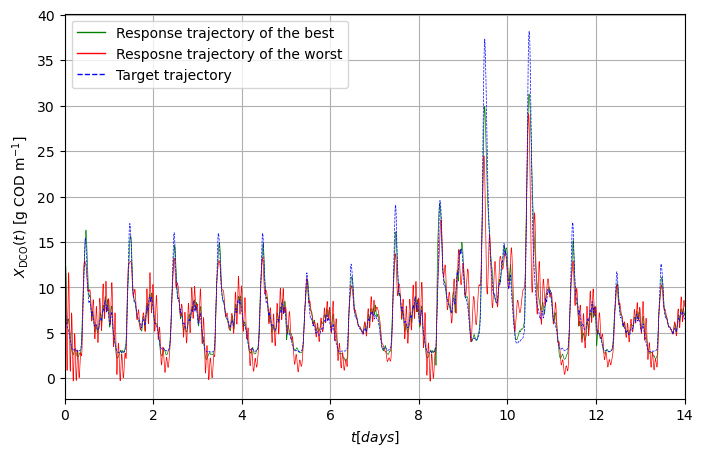 40
35
30
25
20
15
10
5
0
X_DCO(t) [g COD m⁻¹]
Response trajectory of the best
Resposne trajectory of the worst
Target trajectory
0 2 4 6 8 10 12 14
t[days]